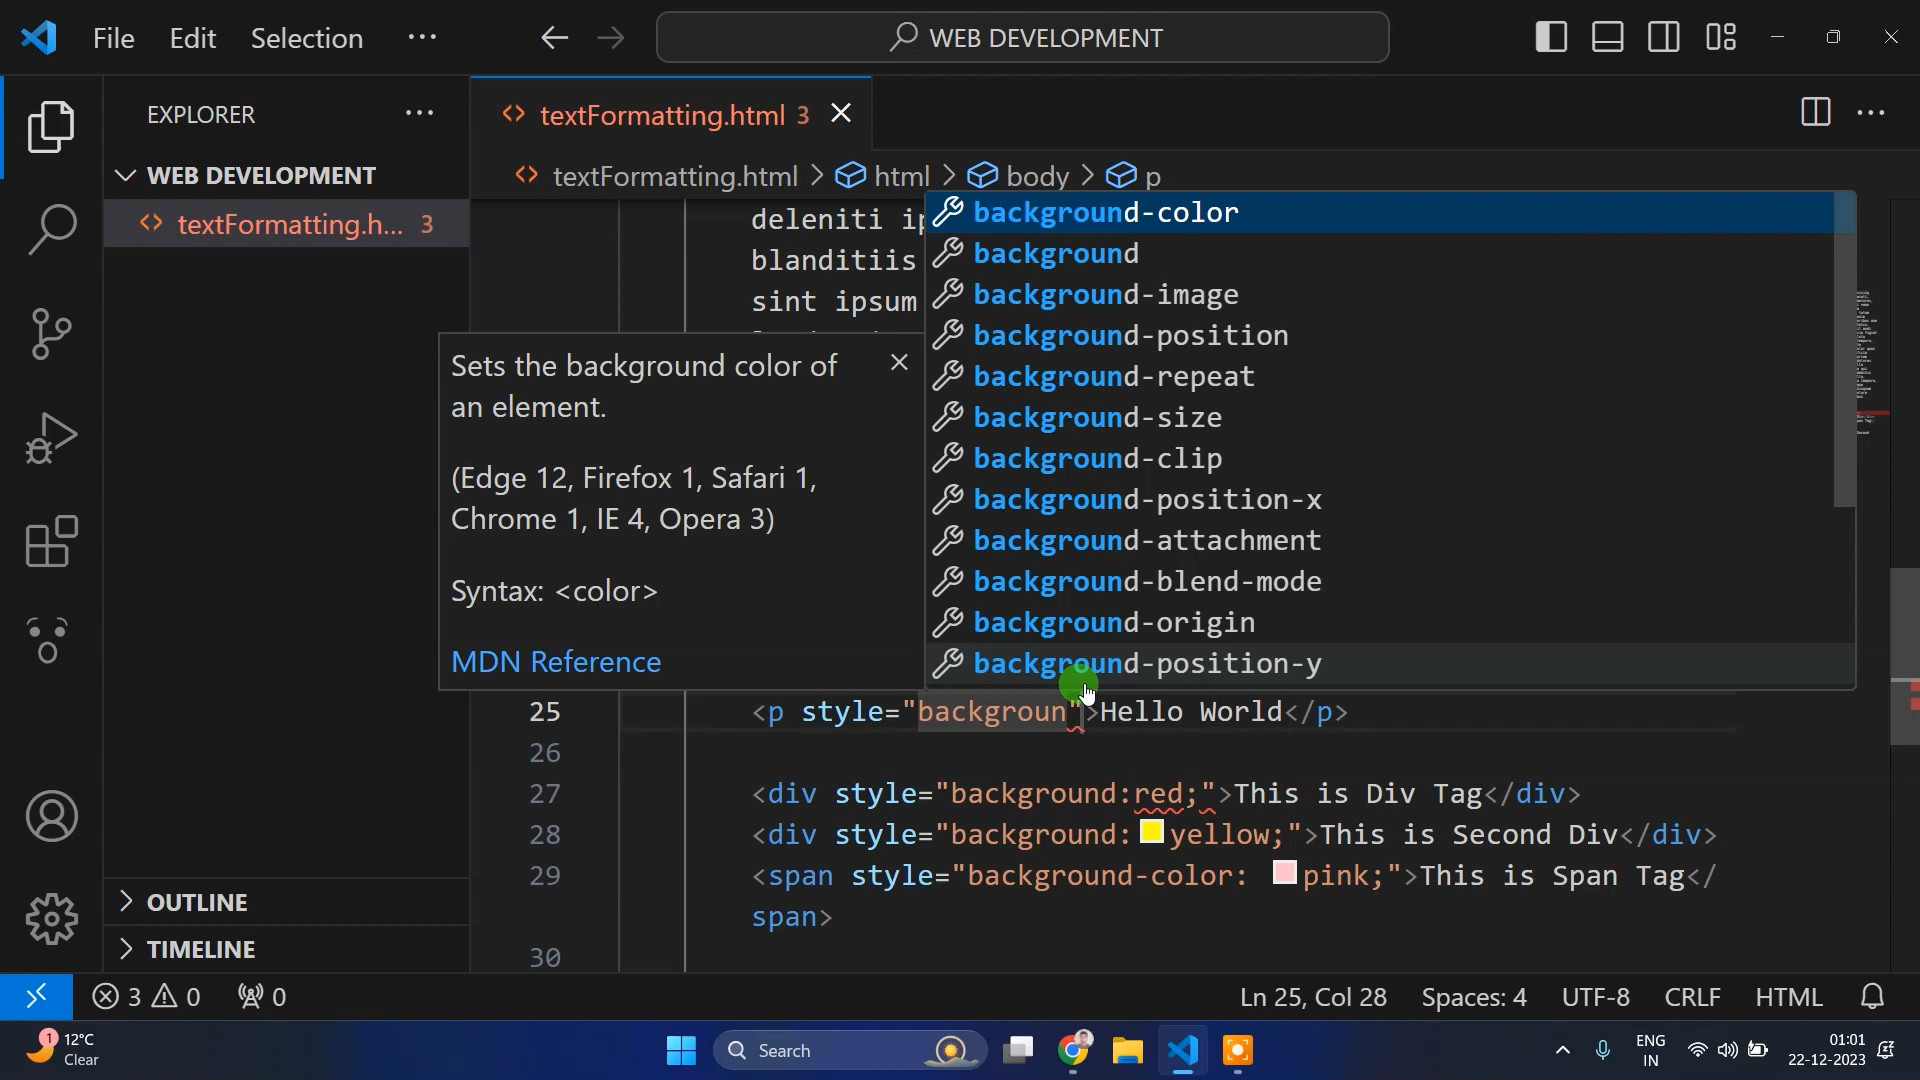 File Edit Selection ···
WEB DEVELOPMENT
EXPLORER ···
WEB DEVELOPMENT
<> textFormatting.h... 3
OUTLINE
TIMELINE
<> textFormatting.html 3
<> textFormatting.html > html > body > p
deleniti ip
blanditiis
sint ipsum
Sets the background color of
an element.
(Edge 12, Firefox 1, Safari 1,
Chrome 1, IE 4, Opera 3)
Syntax: <color>
MDN Reference
background-color
background
background-image
background-position
background-repeat
background-size
background-clip
background-position-x
background-attachment
background-blend-mode
background-origin
background-position-y
25 <p style="backgroun">Hello World</p>
26
27 <div style="background:red;">This is Div Tag</div>
28 <div style="background:yellow;">This is Second Div</div>
29 <span style="background-color: pink;">This is Span Tag</
span>
30
3 0 0
Ln 25, Col 28 Spaces: 4 UTF-8 CRLF HTML
1
12°C
Clear
Search
ENG
IN
01:01
22-12-2023